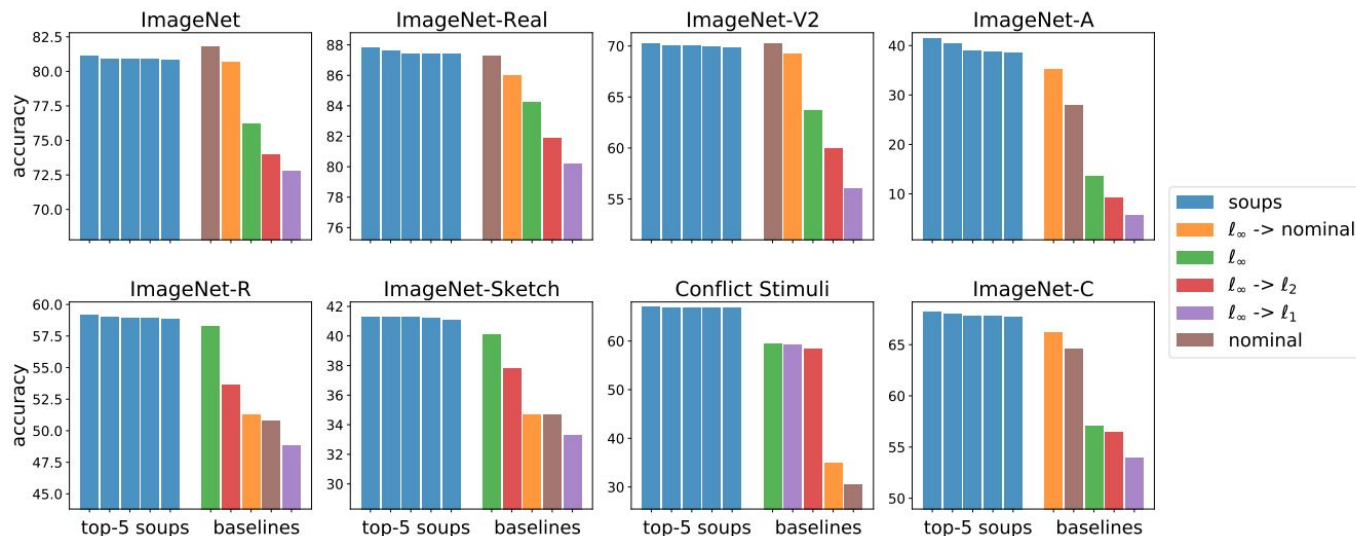 ImageNet
ImageNet-Real
ImageNet-V2
ImageNet-A
accuracy
82.5
80.0
77.5
75.0
72.5
70.0
88
86
84
82
80
78
76
70
65
60
55
40
30
20
10
soups
ℓ∞ -> nominal
ℓ∞
ℓ∞ -> ℓ2
ℓ∞ -> ℓ1
nominal
ImageNet-R
ImageNet-Sketch
Conflict Stimuli
ImageNet-C
accuracy
60.0
57.5
55.0
52.5
50.0
47.5
45.0
42
40
38
36
34
32
30
60
50
40
30
65
60
55
50
top-5 soups baselines
top-5 soups baselines
top-5 soups baselines
top-5 soups baselines